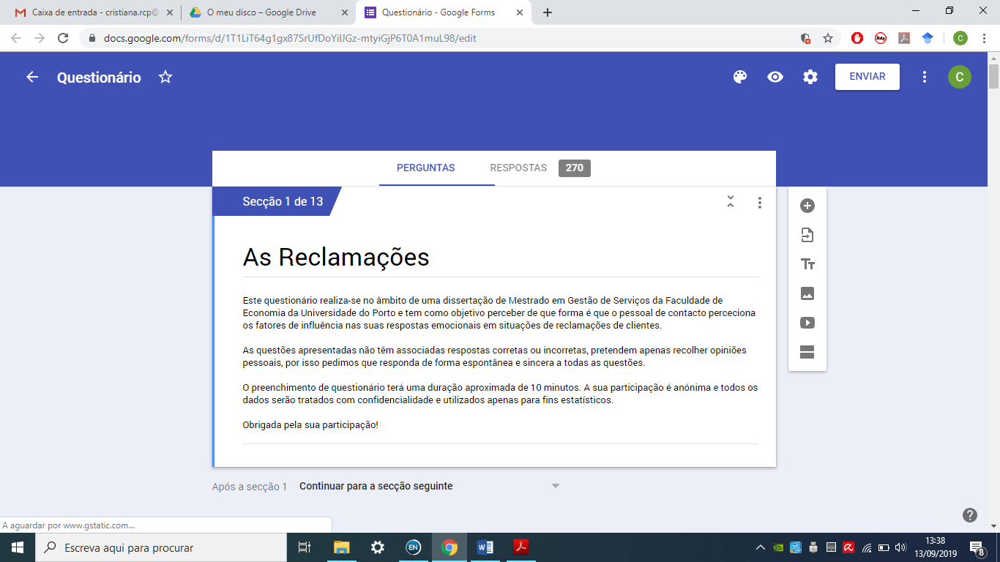 Caixa de entrada - cristiana.rcp@
O meu disco – Google Drive
Questionário - Google Forms
docs.google.com/forms/d/1T1LiT64g1gx87SrUfDoYiIJGz-mtyiGjP6T0A1muL98/edit
C
Questionário
ENVIAR
C
PERGUNTAS
RESPOSTAS 270
Secção 1 de 13
As Reclamações
Este questionário realiza-se no âmbito de uma dissertação de Mestrado em Gestão de Serviços da Faculdade de
Economia da Universidade do Porto e tem como objetivo perceber de que forma é que o pessoal de contacto perceciona
os fatores de influência nas suas respostas emocionais em situações de reclamações de clientes.
As questões apresentadas não têm associadas respostas corretas ou incorretas, pretendem apenas recolher opiniões
pessoais, por isso pedimos que responda de forma espontânea e sincera a todas as questões.
O preenchimento de questionário terá uma duração aproximada de 10 minutos. A sua participação é anónima e todos os
dados serão tratados com confidencialidade e utilizados apenas para fins estatísticos.
Obrigada pela sua participação!
Após a secção 1 Continuar para a secção seguinte
A aguardar por www.gstatic.com...
Escreva aqui para procurar
EN
13:38
13/09/2019
8